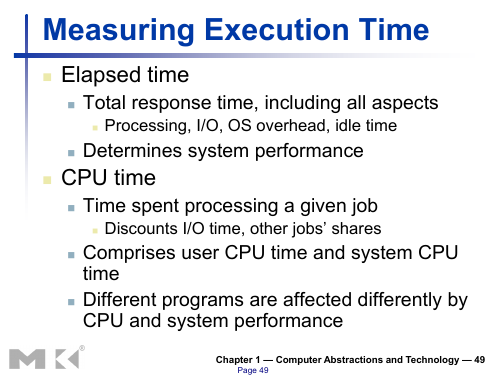 Measuring Execution Time
Elapsed time
Total response time, including all aspects
Processing, I/O, OS overhead, idle time
Determines system performance
CPU time
Time spent processing a given job
Discounts I/O time, other jobs’ shares
Comprises user CPU time and system CPU
time
Different programs are affected differently by
CPU and system performance
MK®
Chapter 1 — Computer Abstractions and Technology — 49
Page 49